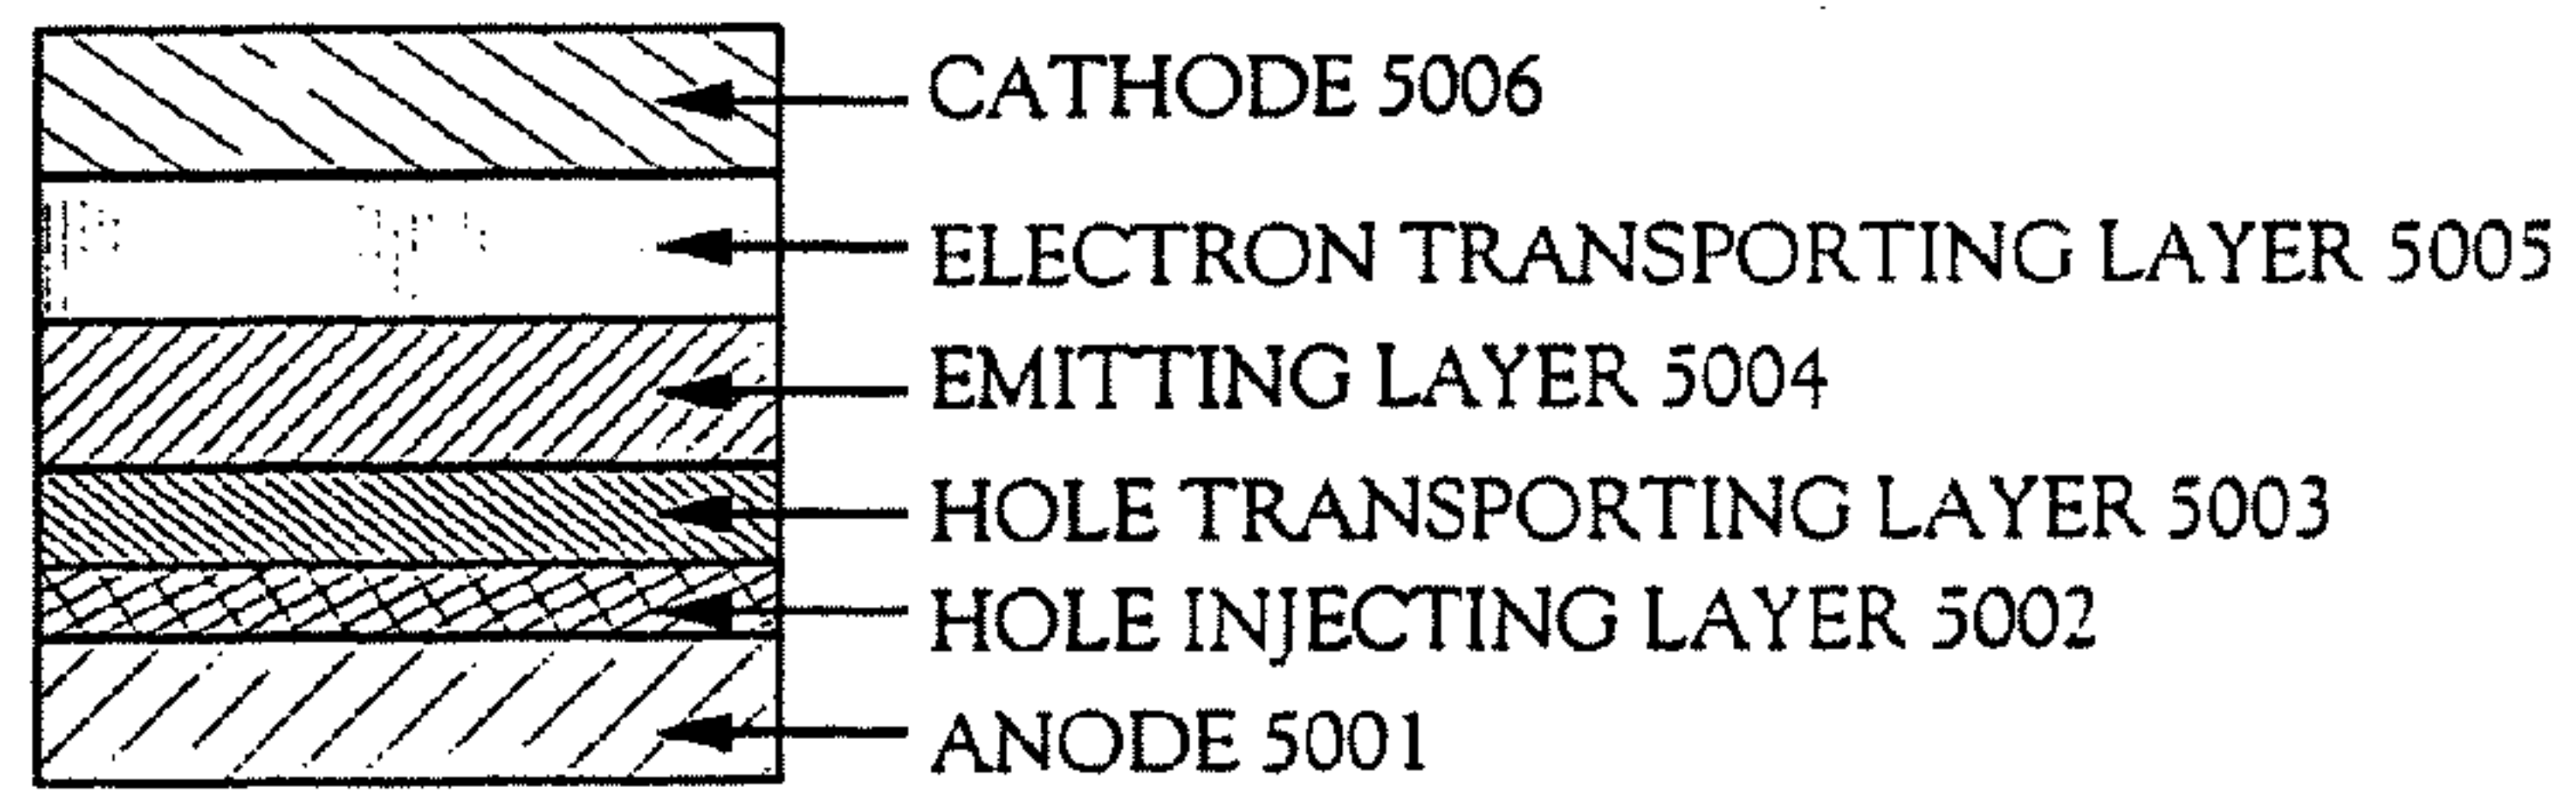 CATHODE 5006
ELECTRON TRANSPORTING LAYER 5005
EMITTING LAYER 5004
HOLE TRANSPORTING LAYER 5003
HOLE INJECTING LAYER 5002
ANODE 5001